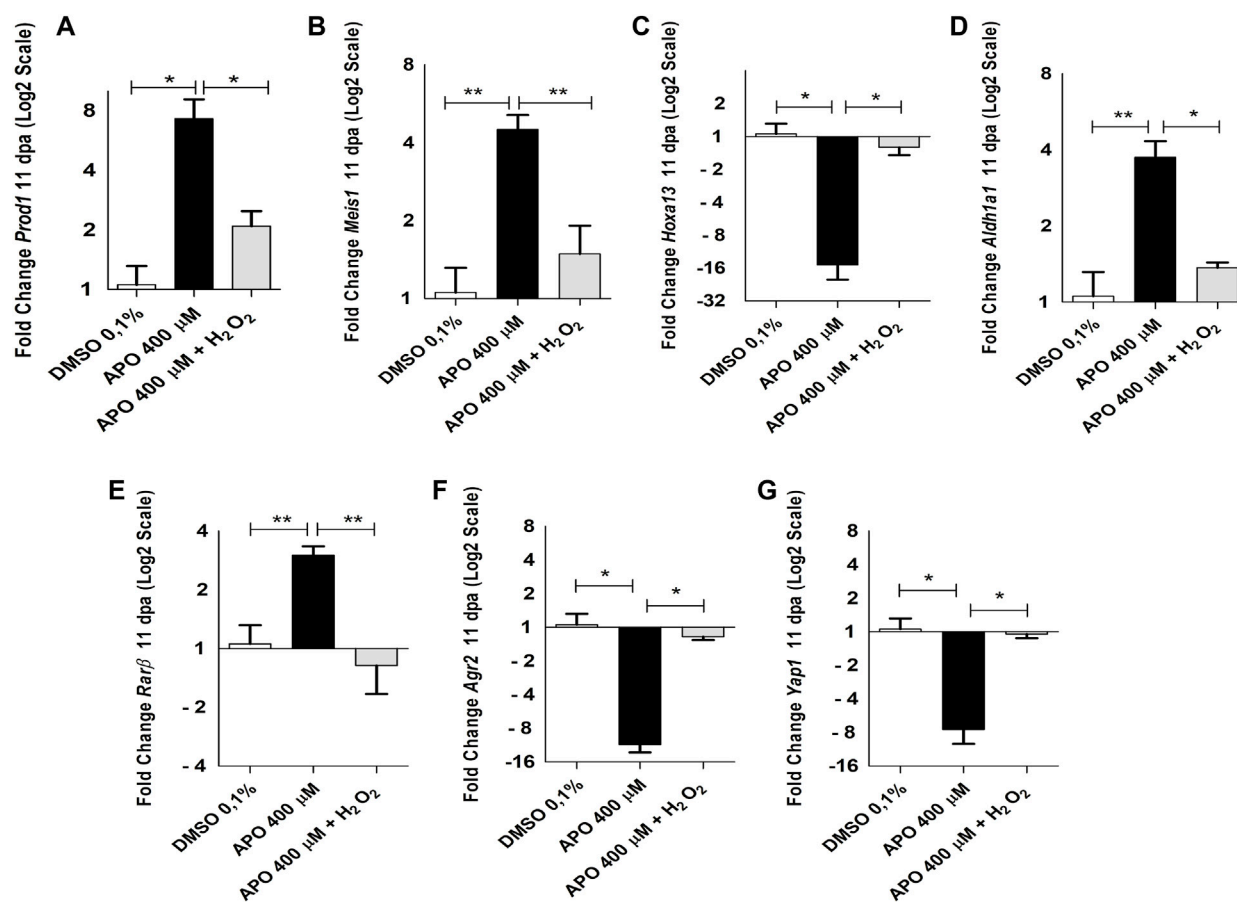 A
Fold Change Prod1 11 dpa (Log2 Scale)
8
4
2
1
*
*
DMSO 0,1%
APO 400 µM
APO 400 µM + H₂O₂
B
Fold Change Meis1 11 dpa (Log2 Scale)
8
4
2
1
**
**
DMSO 0,1%
APO 400 µM
APO 400 µM + H₂O₂
C
Fold Change Hoxa13 11 dpa (Log2 Scale)
2
1
- 2
- 4
- 8
-16
-32
*
*
DMSO 0,1%
APO 400 µM
APO 400 µM + H₂O₂
D
Fold Change Aldh1a1 11 dpa (Log2 Scale)
8
4
2
1
**
*
DMSO 0,1%
APO 400 µM
APO 400 µM + H₂O₂
E
Fold Change Rarβ 11 dpa (Log2 Scale)
4
2
1
- 2
- 4
**
**
DMSO 0,1%
APO 400 µM
APO 400 µM + H₂O₂
F
Fold Change Agr2 11 dpa (Log2 Scale)
8
4
2
1
- 2
- 4
- 8
-16
*
*
DMSO 0,1%
APO 400 µM
APO 400 µM + H₂O₂
G
Fold Change Yap1 11 dpa (Log2 Scale)
8
4
2
1
- 2
- 4
- 8
-16
*
*
DMSO 0,1%
APO 400 µM
APO 400 µM + H₂O₂